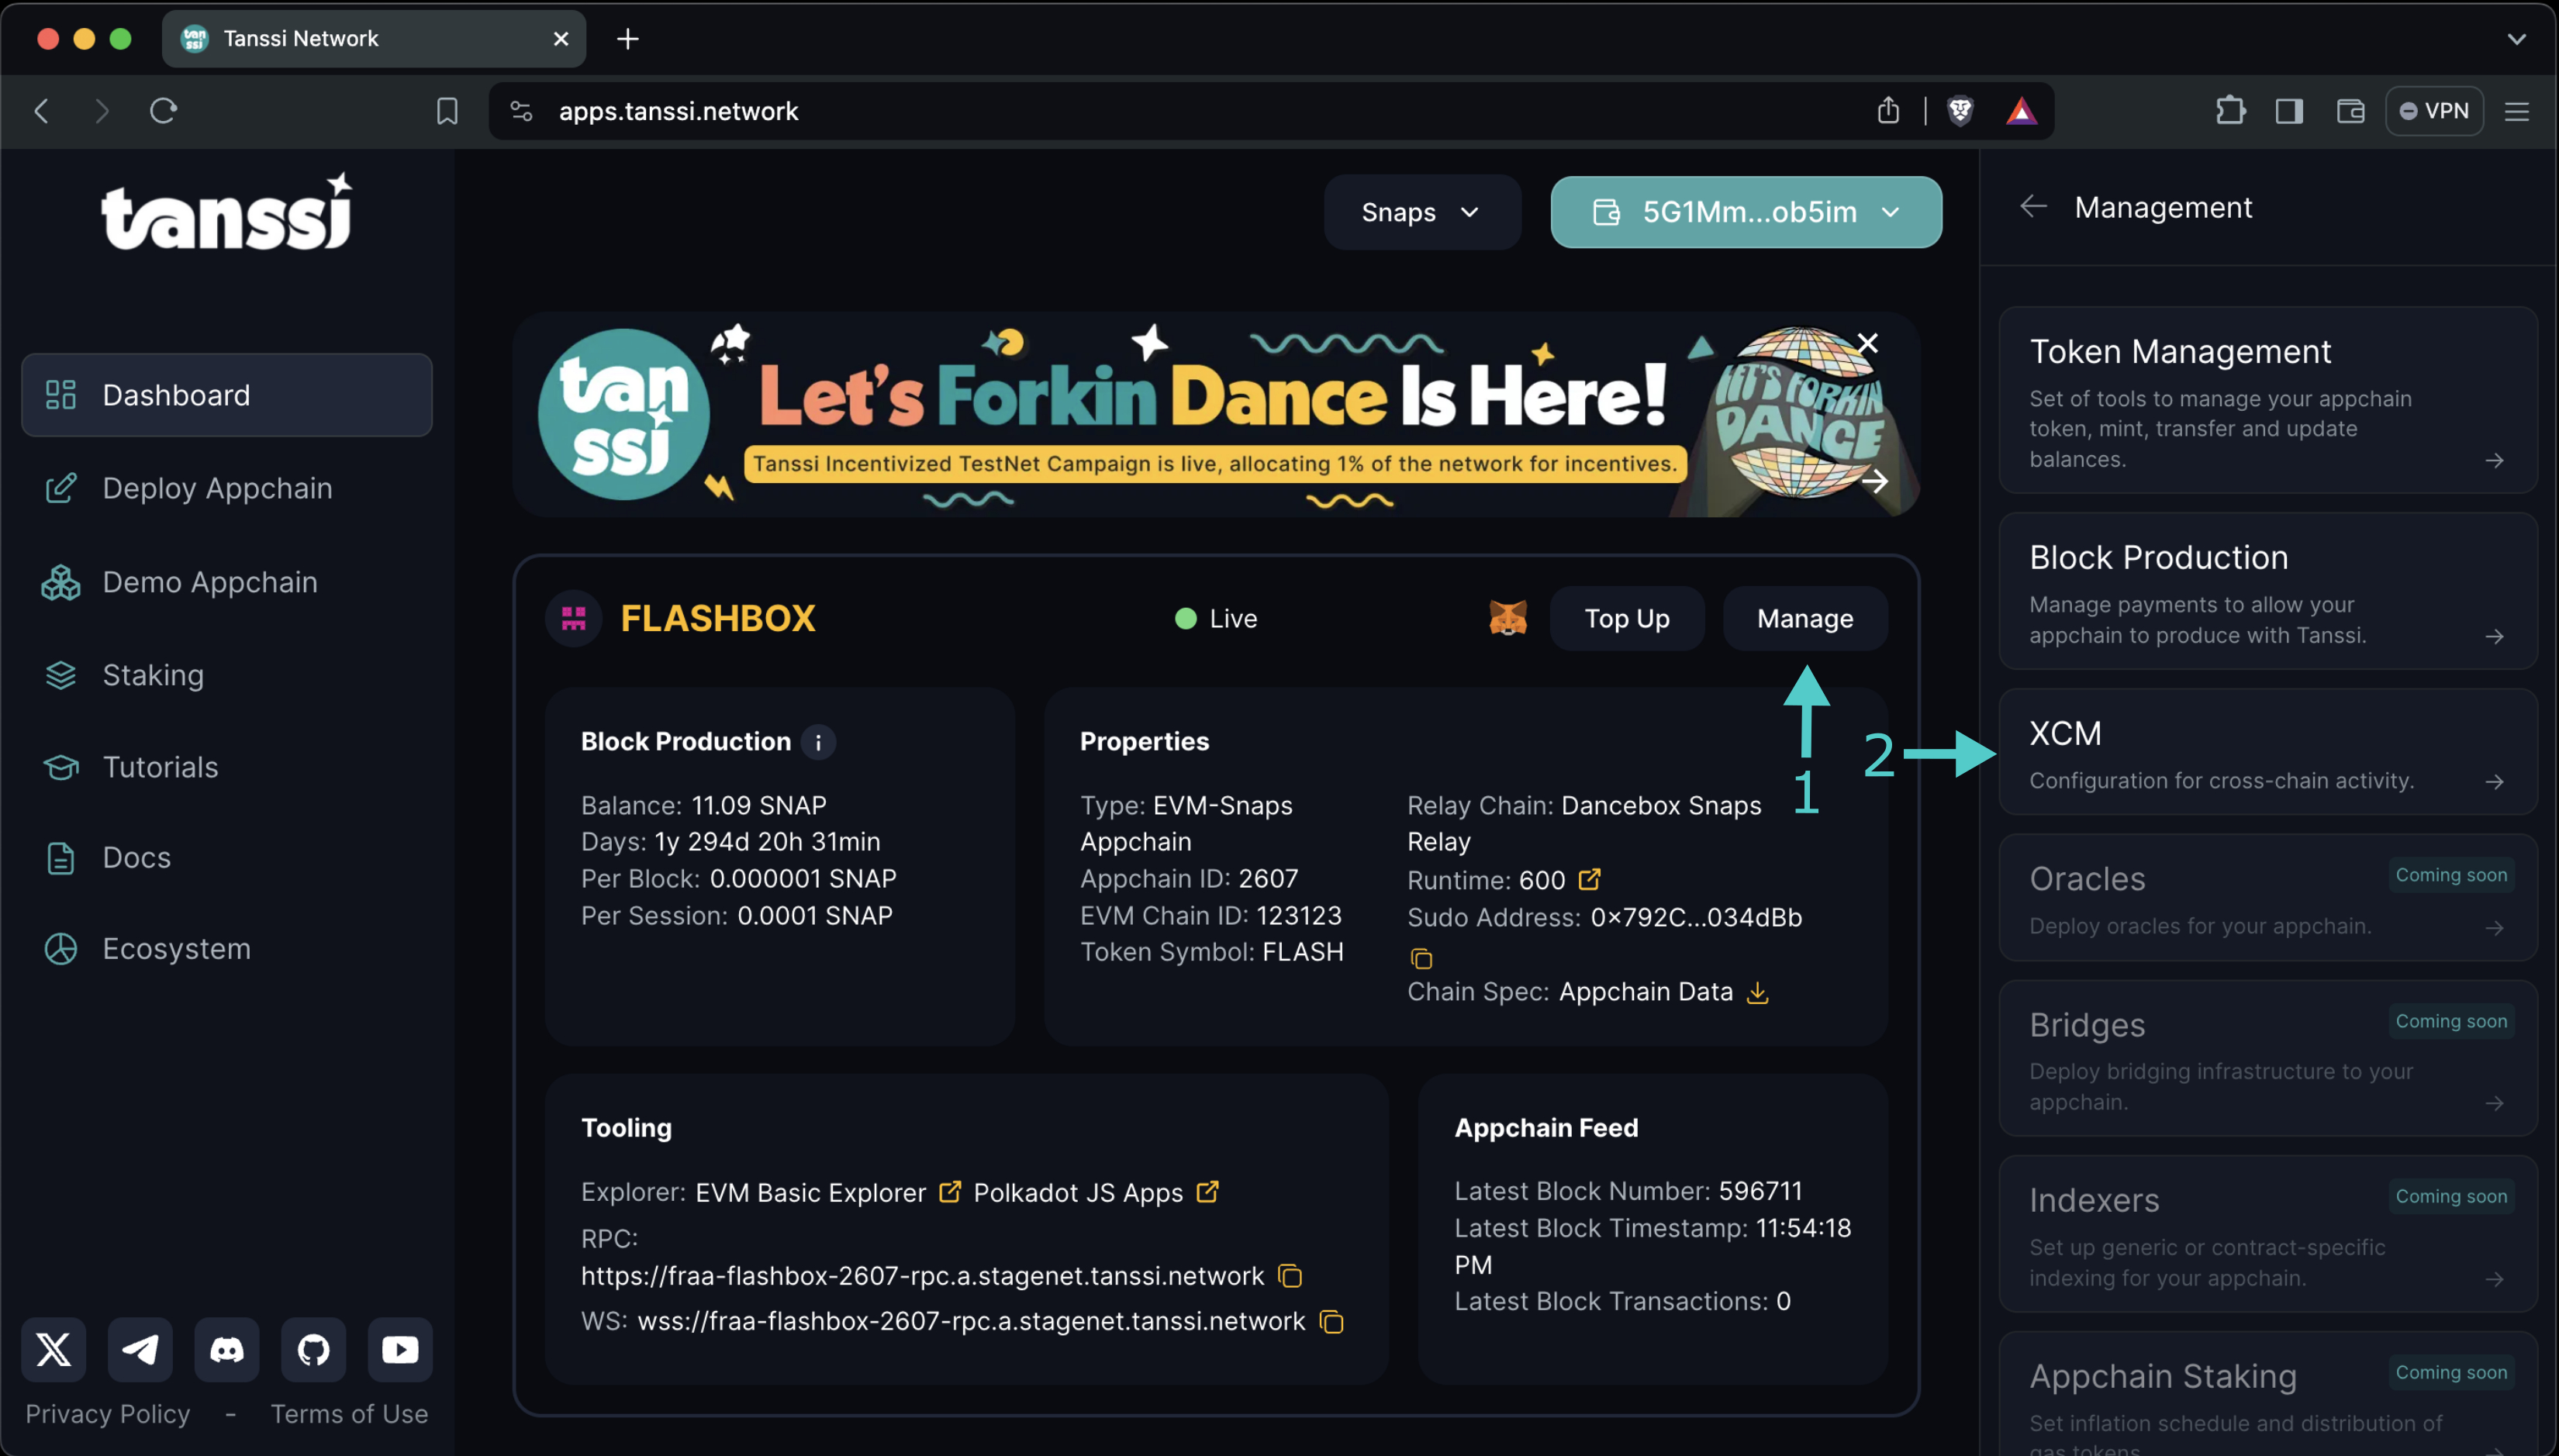 Tanssi Network
apps.tanssi.network
VPN
tanssi
Dashboard
Deploy Appchain
Demo Appchain
Staking
Tutorials
Docs
Ecosystem
Privacy Policy - Terms of Use
Snaps
5G1Mm...ob5im
tan
ssi
Let's Forkin Dance Is Here!
Tanssi Incentivized TestNet Campaign is live, allocating 1% of the network for incentives.
LET'S FORKIN
DANCE
FLASHBOX
Live
Top Up
Manage
1
2
Block Production
Balance: 11.09 SNAP
Days: 1y 294d 20h 31min
Per Block: 0.000001 SNAP
Per Session: 0.0001 SNAP
Properties
Type: EVM-Snaps
Appchain
Appchain ID: 2607
EVM Chain ID: 123123
Token Symbol: FLASH
Relay Chain: Dancebox Snaps
Relay
Runtime: 600
Sudo Address: 0x792C...034dBb
Chain Spec: Appchain Data
Tooling
Explorer: EVM Basic Explorer Polkadot JS Apps
RPC:
https://fraa-flashbox-2607-rpc.a.stagenet.tanssi.network
WS: wss://fraa-flashbox-2607-rpc.a.stagenet.tanssi.network
Appchain Feed
Latest Block Number: 596711
Latest Block Timestamp: 11:54:18
PM
Latest Block Transactions: 0
Management
Token Management
Set of tools to manage your appchain
token, mint, transfer and update
balances.
Block Production
Manage payments to allow your
appchain to produce with Tanssi.
XCM
Configuration for cross-chain activity.
Oracles
Coming soon
Deploy oracles for your appchain.
Bridges
Coming soon
Deploy bridging infrastructure to your
appchain.
Indexers
Coming soon
Set up generic or contract-specific
indexing for your appchain.
Appchain Staking
Coming soon
Set inflation schedule and distribution of
gas tokens.